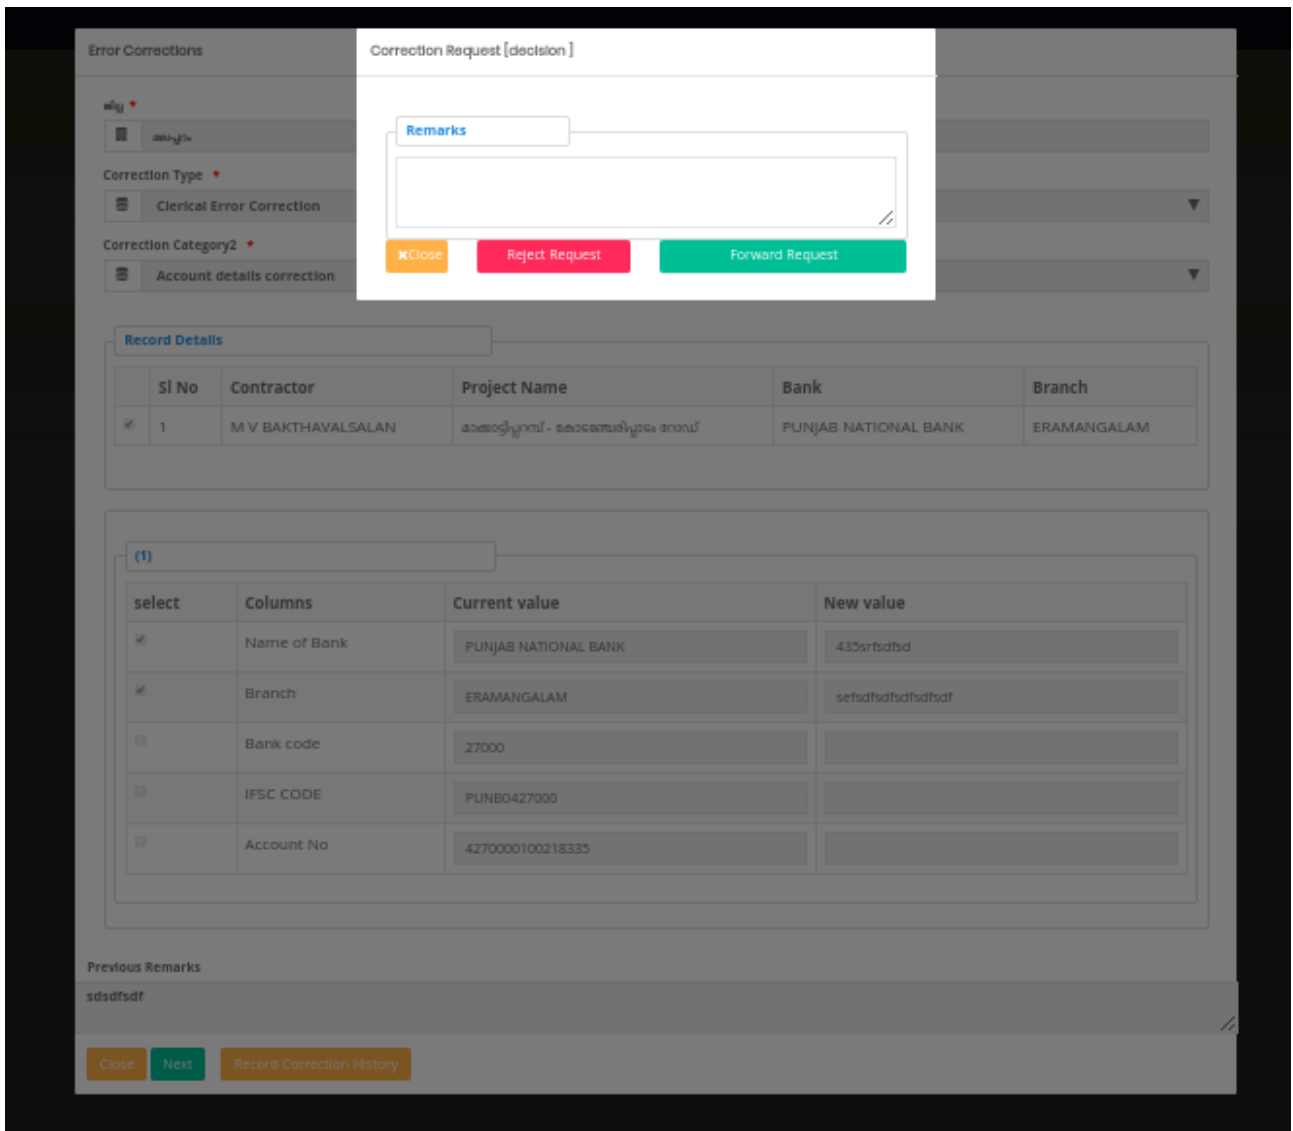 Error Corrections
Correction Request [decision ]
ജില്ല *
മലപ്പുറം
Remarks
Correction Type *
Clerical Error Correction
Correction Category2 *
Close
Reject Request
Forward Request
Account details correction
Record Details
Sl No Contractor Project Name Bank Branch
1 M V BAKTHAVALSALAN - റോഡ് PUNJAB NATIONAL BANK ERAMANGALAM
(1)
select Columns Current value New value
Name of Bank PUNJAB NATIONAL BANK 435srfsdfsd
Branch ERAMANGALAM sefsdfsdfsdfsdfsdf
Bank code 27000
IFSC CODE PUNB0427000
Account No 4270000100218335
Previous Remarks
sdsdfsdf
Close Next Record Correction History